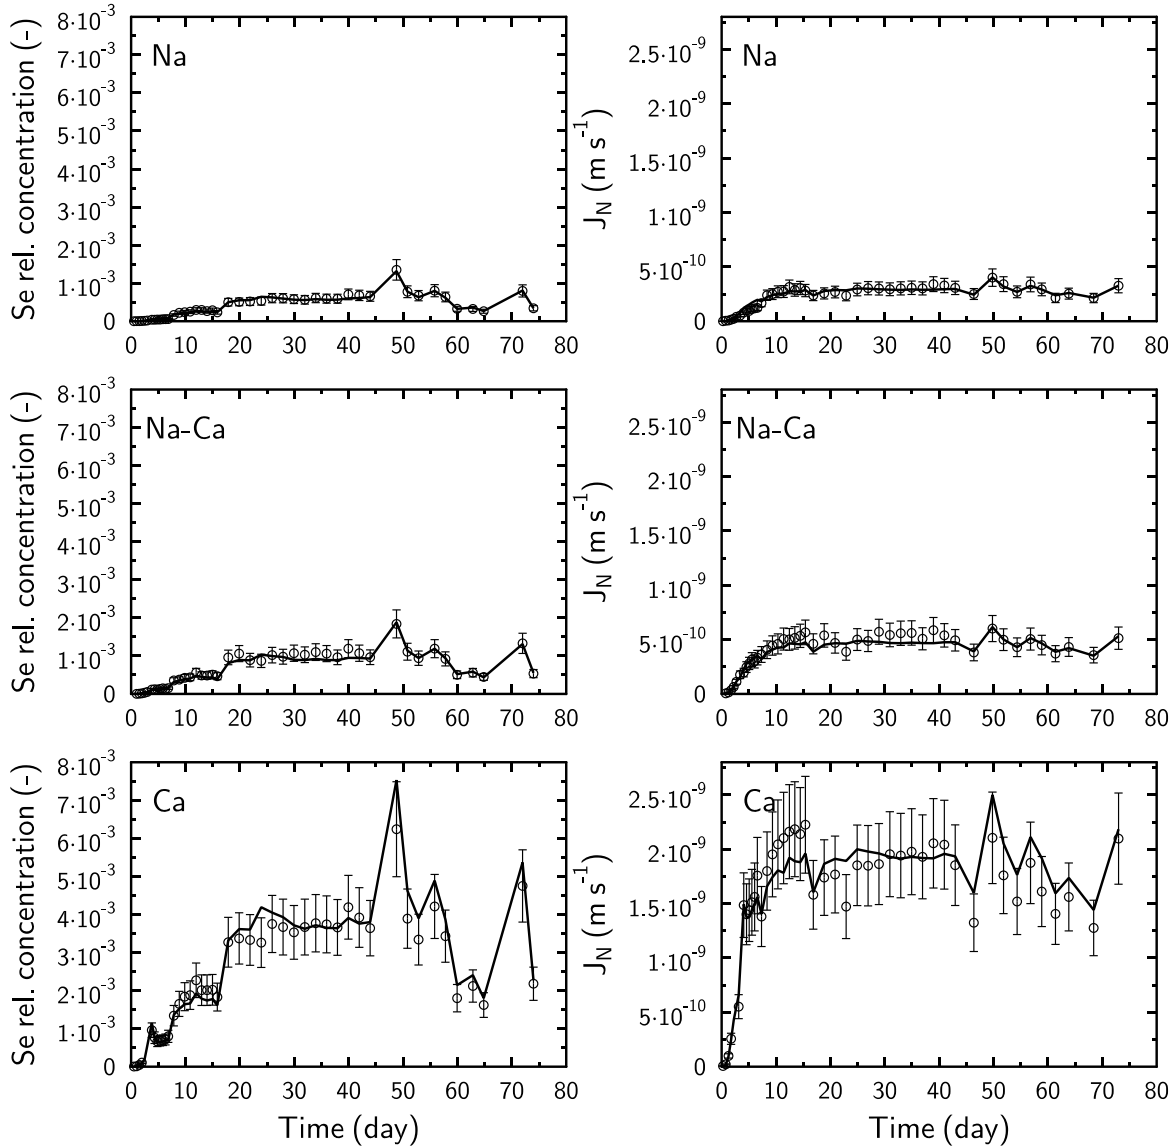 Se rel. concentration (-)
8·10⁻³
7·10⁻³
6·10⁻³
5·10⁻³
4·10⁻³
3·10⁻³
2·10⁻³
1·10⁻³
0
Na
0 10 20 30 40 50 60 70 80
J_N (m s⁻¹)
2.5·10⁻⁹
2·10⁻⁹
1.5·10⁻⁹
1·10⁻⁹
5·10⁻¹⁰
0
Na
0 10 20 30 40 50 60 70 80
Se rel. concentration (-)
8·10⁻³
7·10⁻³
6·10⁻³
5·10⁻³
4·10⁻³
3·10⁻³
2·10⁻³
1·10⁻³
0
Na-Ca
0 10 20 30 40 50 60 70 80
J_N (m s⁻¹)
2.5·10⁻⁹
2·10⁻⁹
1.5·10⁻⁹
1·10⁻⁹
5·10⁻¹⁰
0
Na-Ca
0 10 20 30 40 50 60 70 80
Se rel. concentration (-)
8·10⁻³
7·10⁻³
6·10⁻³
5·10⁻³
4·10⁻³
3·10⁻³
2·10⁻³
1·10⁻³
0
Ca
0 10 20 30 40 50 60 70 80
Time (day)
J_N (m s⁻¹)
2.5·10⁻⁹
2·10⁻⁹
1.5·10⁻⁹
1·10⁻⁹
5·10⁻¹⁰
0
Ca
0 10 20 30 40 50 60 70 80
Time (day)